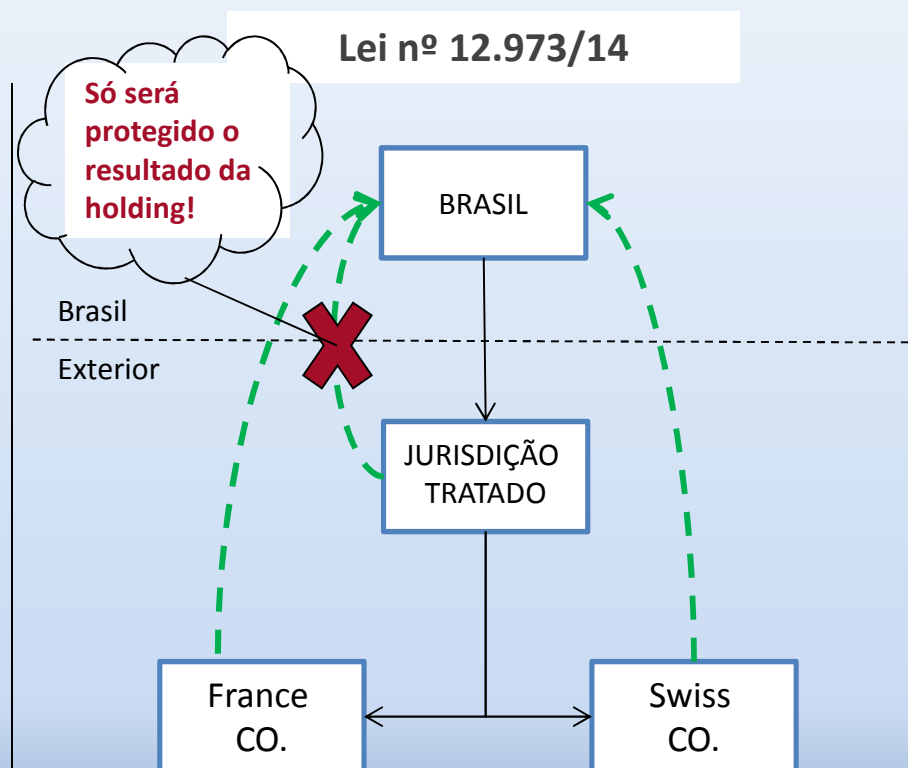 Lei nº 12.973/14
Só será
protegido o
resultado da
holding!
BRASIL
Brasil
Exterior
JURISDIÇÃO
TRATADO
France
CO.
Swiss
CO.